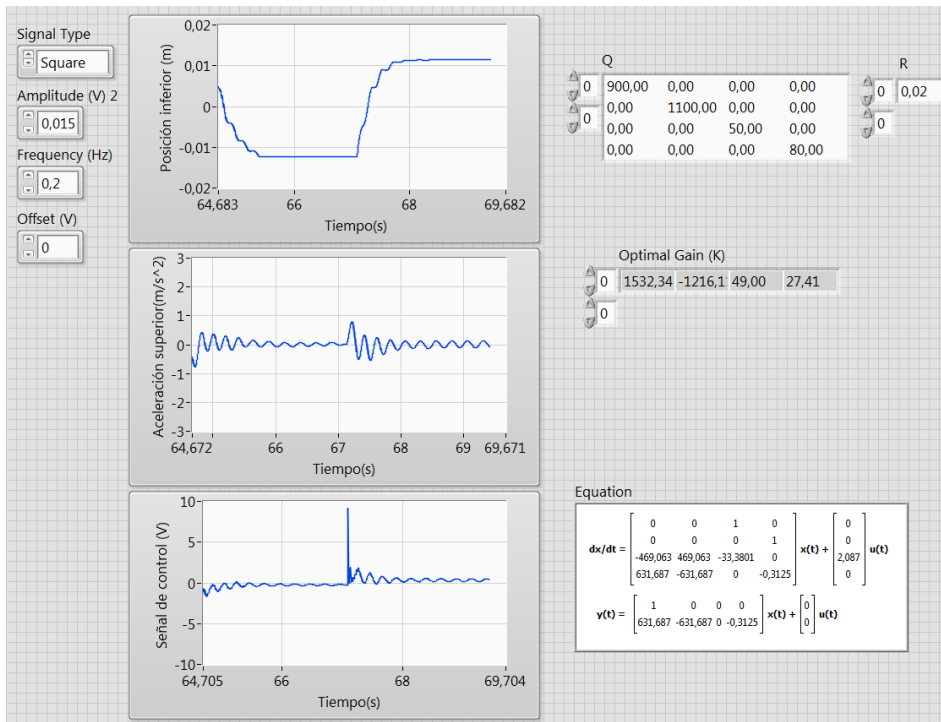 Signal Type
Square
Amplitude (V) 2
0,015
Frequency (Hz)
0,2
Offset (V)
0
Posición inferior (m)
0,02
0,01
0
-0,01
-0,02
64,683 66 68 69,682
Tiempo(s)
Aceleración superior(m/s^2)
3
2
1
0
-1
-2
-3
64,672 66 67 68 69 69,671
Tiempo(s)
Señal de control (V)
10
5
0
-5
-10
64,705 66 68 69,704
Tiempo(s)
Q
0
0
900,00 0,00 0,00 0,00
0,00 1100,00 0,00 0,00
0,00 0,00 50,00 0,00
0,00 0,00 0,00 80,00
R
0 0,02
0
Optimal Gain (K)
0 1532,34 -1216,1 49,00 27,41
0
Equation
dx/dt = x(t) + u(t)
0 0 1 0 0
0 0 0 1 0
-469,063 469,063 -33,3801 0 2,087
631,687 -631,687 0 -0,3125 0
y(t) = x(t) + u(t)
1 0 0 0 0
631,687 -631,687 0 -0,3125 0